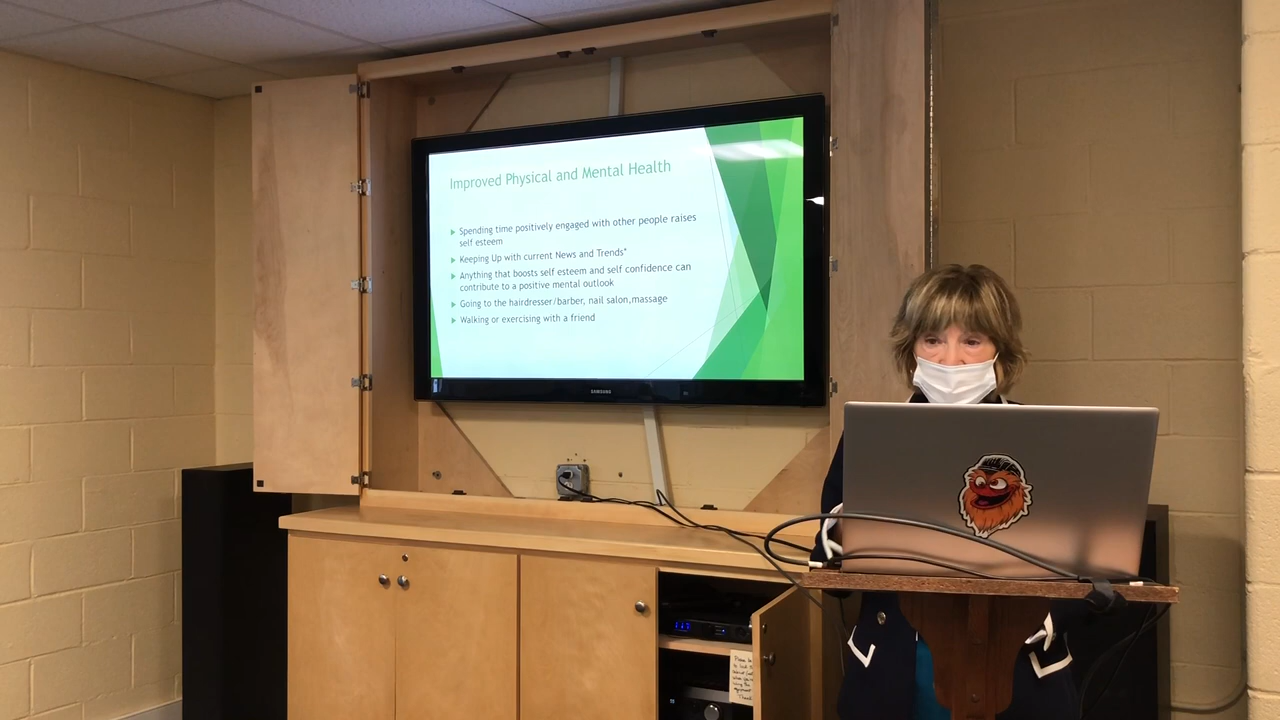 Improved Physical and Mental Health
Spending time positively engaged with other people raises
self esteem
Keeping Up with current News and Trends*
Anything that boosts self esteem and self confidence can
contribute to a positive mental outlook
Going to the hairdresser/barber, nail salon,massage
Walking or exercising with a friend
SAMSUNG